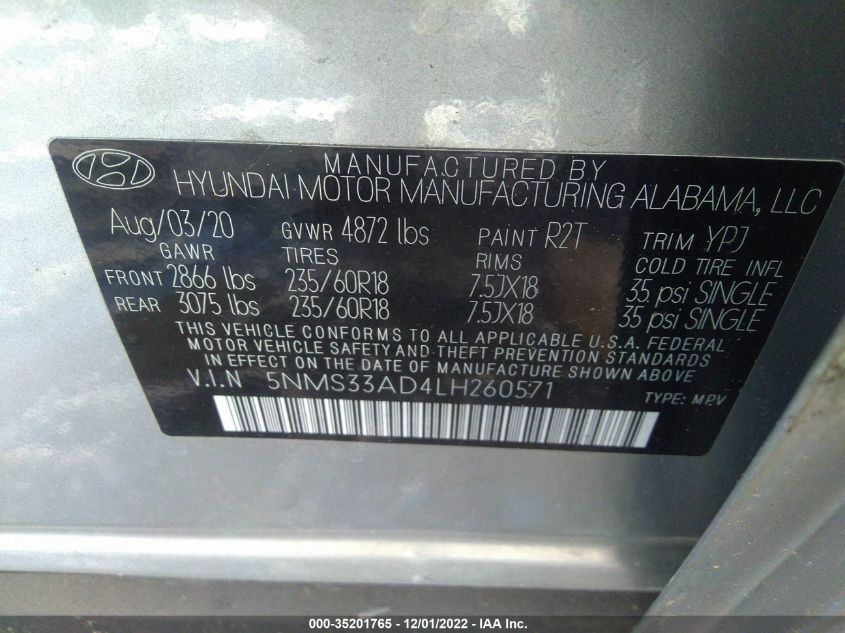 MANUFACTURED BY
HYUNDAI MOTOR MANUFACTURING ALABAMA, LLC
Aug/03/20 GVWR 4872 lbs PAINT R2T TRIM YPJ
GAWR TIRES RIMS COLD TIRE INFL
FRONT 2866 lbs 235/60R18 7.5JX18 35 psi SINGLE
REAR 3075 lbs 235/60R18 7.5JX18 35 psi SINGLE
THIS VEHICLE CONFORMS TO ALL APPLICABLE U.S.A. FEDERAL
MOTOR VEHICLE SAFETY AND THEFT PREVENTION STANDARDS
IN EFFECT ON THE DATE OF MANUFACTURE SHOWN ABOVE.
V.I.N 5NMS33AD4LH260571 TYPE: MPV
000-35201765 - 12/01/2022 - IAA Inc.